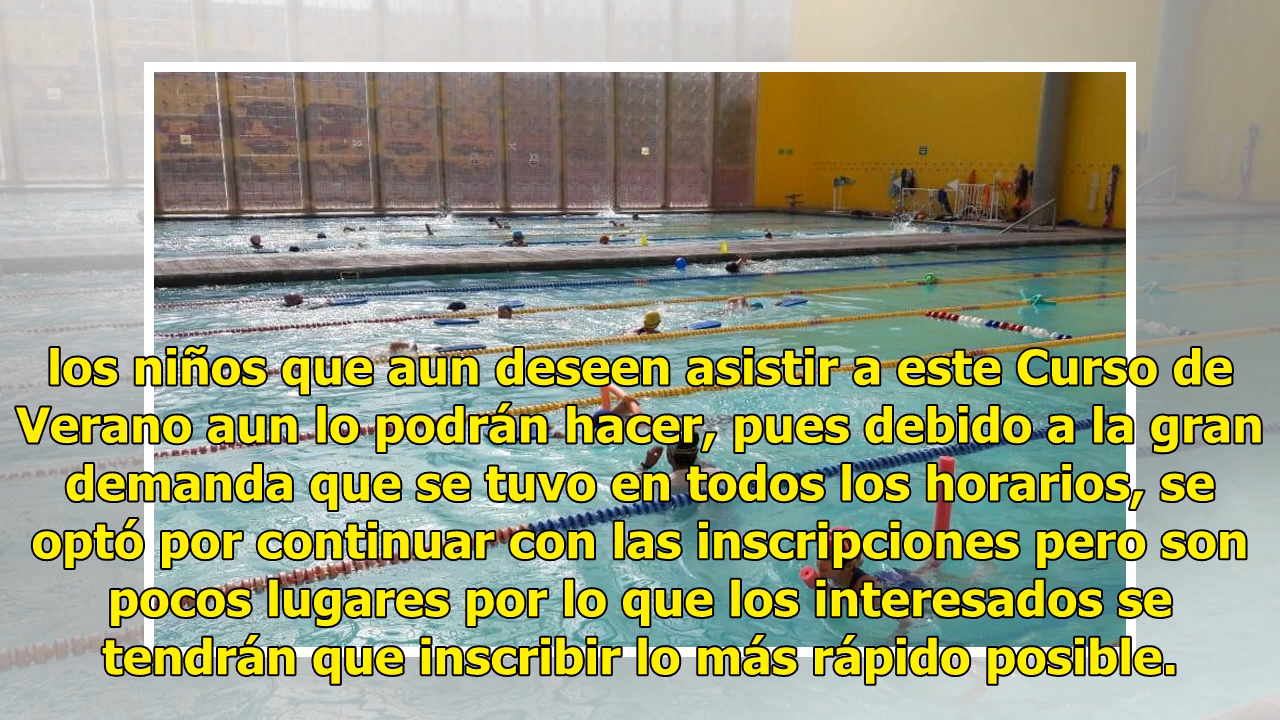 los niños que aun deseen asistir a este Curso de
Verano aun lo podrán hacer, pues debido a la gran
demanda que se tuvo en todos los horarios, se
optó por continuar con las inscripciones pero son
pocos lugares por lo que los interesados se
tendrán que inscribir lo más rápido posible.